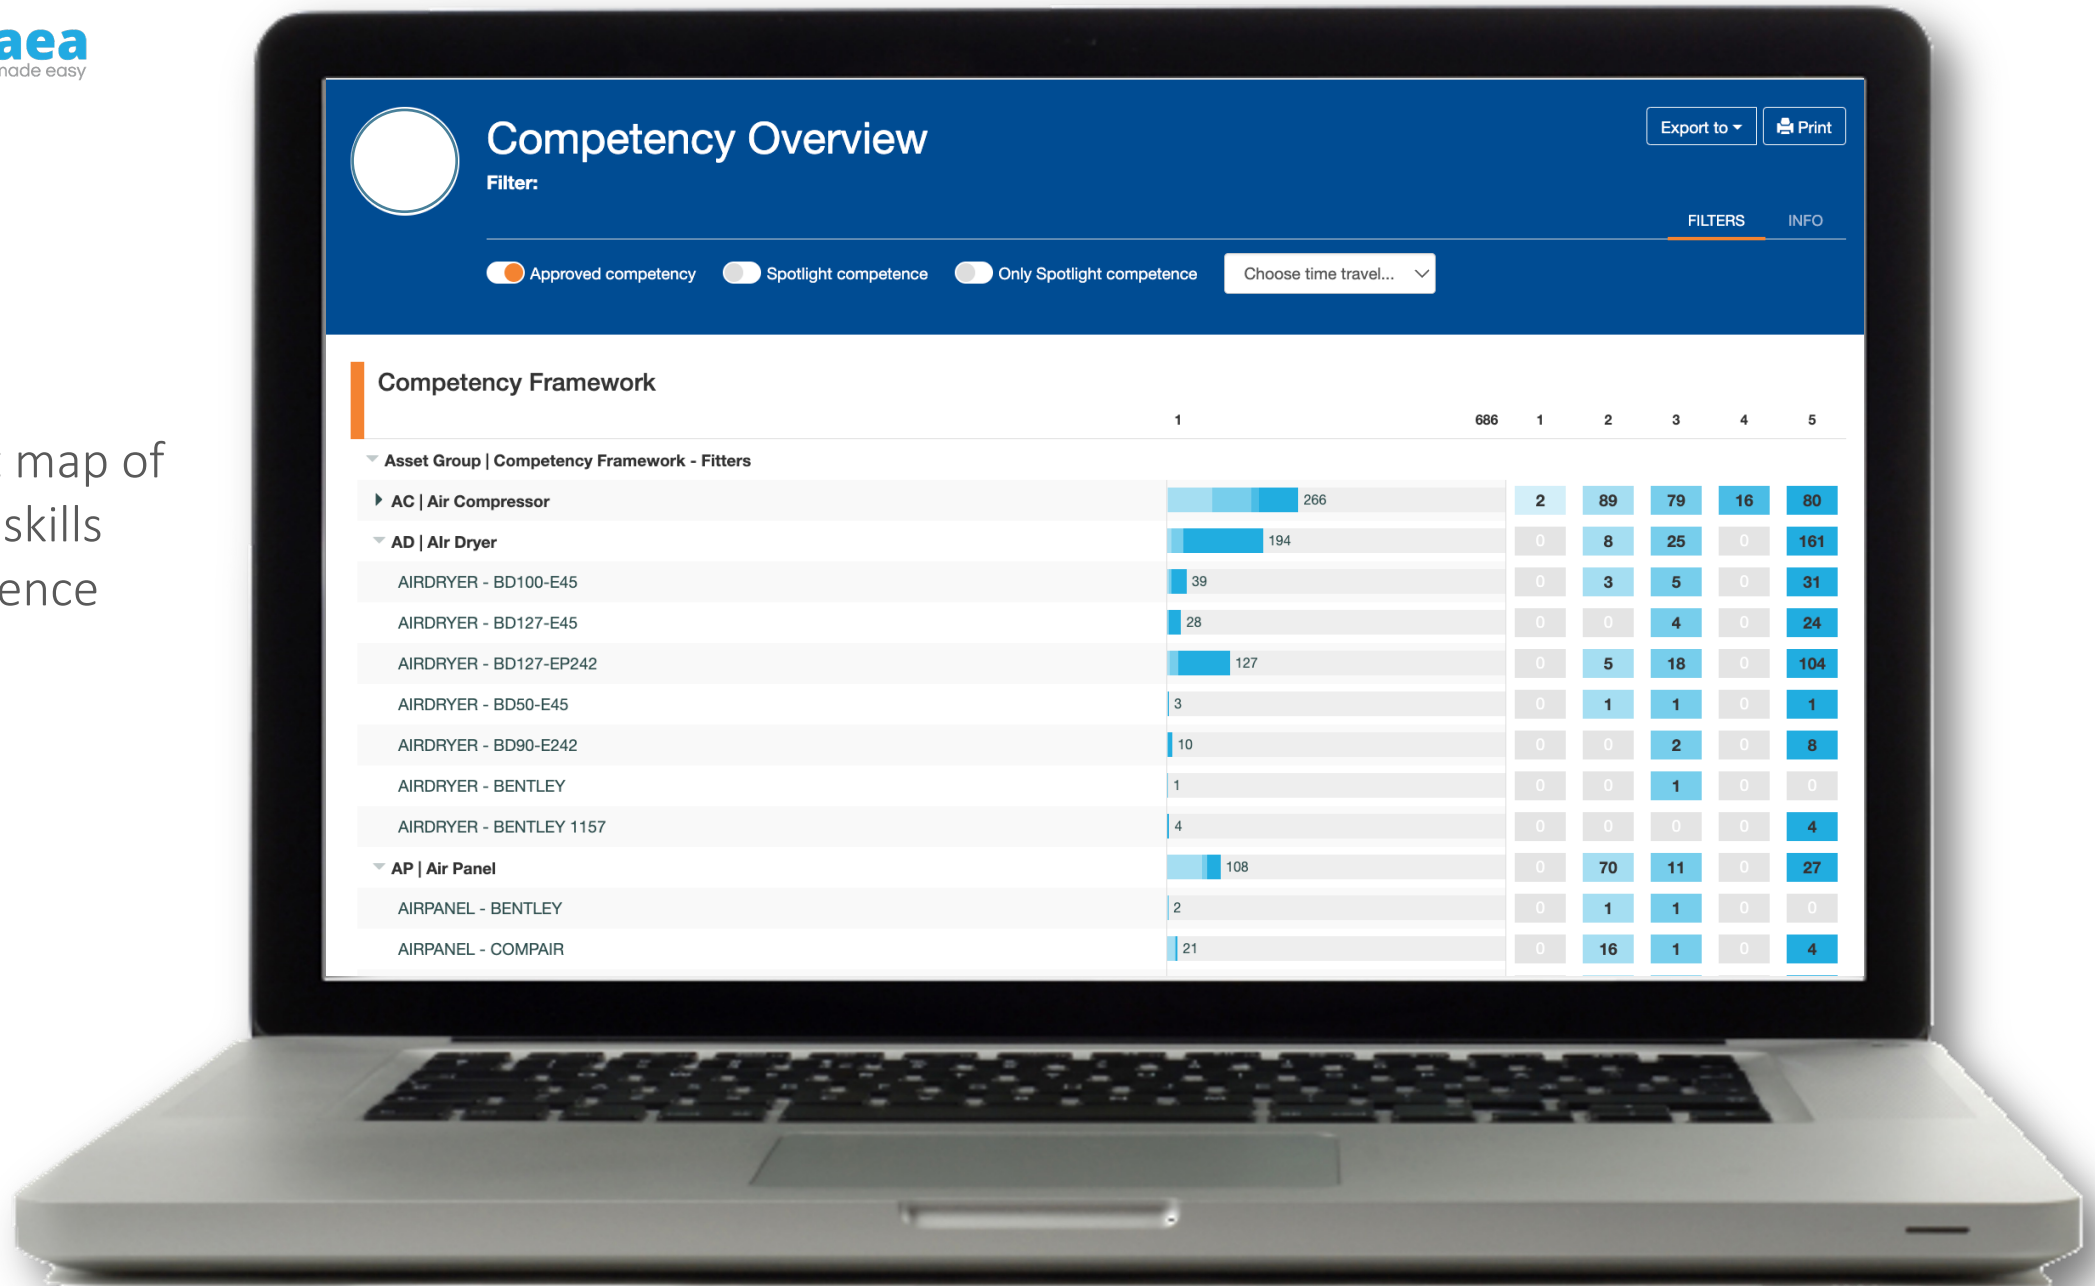 aea
made easy
map of
skills
ence
Competency Overview
Filter:
Export to
Print
FILTERS INFO
Approved competency Spotlight competence Only Spotlight competence Choose time travel...
Competency Framework
1 686 1 2 3 4 5
Asset Group | Competency Framework - Fitters
AC | Air Compressor 266 2 89 79 16 80
AD | AIr Dryer 194 0 8 25 0 161
AIRDRYER - BD100-E45 39 0 3 5 0 31
AIRDRYER - BD127-E45 28 0 0 4 0 24
AIRDRYER - BD127-EP242 127 0 5 18 0 104
AIRDRYER - BD50-E45 3 0 1 1 0 1
AIRDRYER - BD90-E242 10 0 0 2 0 8
AIRDRYER - BENTLEY 1 0 0 1 0 0
AIRDRYER - BENTLEY 1157 4 0 0 0 0 4
AP | Air Panel 108 0 70 11 0 27
AIRPANEL - BENTLEY 2 0 1 1 0 0
AIRPANEL - COMPAIR 21 0 16 1 0 4